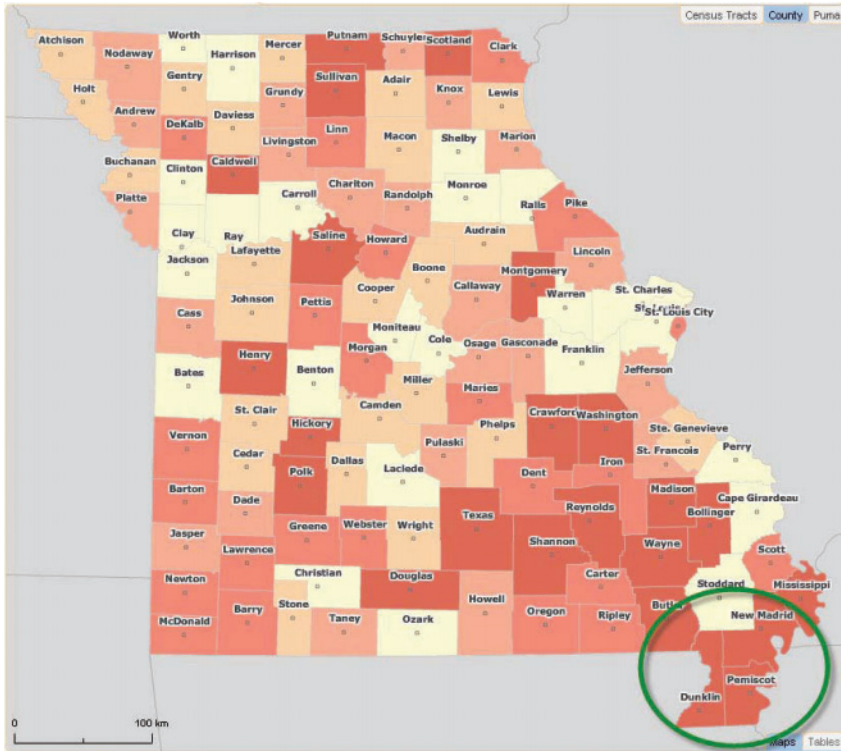 Census Tracts County Puma
Worth
Putnam
Schuyler
Scotland
Atchison
Nodaway
Harrison
Mercer
Clark
Gentry
Sullivan
Adair
Holt
Grundy
Knox
Lewis
Andrew
Daviess
DeKalb
Linn
Macon
Livingston
Shelby
Marion
Buchanan
Caldwell
Clinton
Chariton
Monroe
Platte
Carroll
Randolph
Ralls
Pike
Clay
Ray
Saline
Howard
Audrain
Lafayette
Lincoln
Jackson
Boone
Montgomery
Callaway
St. Charles
Cooper
Warren
Johnson
Pettis
St. Louis City
Cass
Moniteau
Cole
Osage
Gasconade
Morgan
Franklin
Henry
Benton
Jefferson
Bates
Miller
Maries
Camden
St. Clair
Crawford
Washington
Hickory
Phelps
Ste. Genevieve
Vernon
Pulaski
Perry
Cedar
Dallas
St. Francois
Polk
Laclede
Iron
Dent
Barton
Madison
Cape Girardeau
Dade
Texas
Reynolds
Bollinger
Greene
Webster
Wright
Jasper
Shannon
Wayne
Lawrence
Scott
Christian
Douglas
Carter
Newton
Stoddard
Mississippi
Stone
Howell
Butler
Barry
Oregon
Ripley
New Madrid
McDonald
Taney
Ozark
Pemiscot
Dunklin
0 100 km
Maps Tables